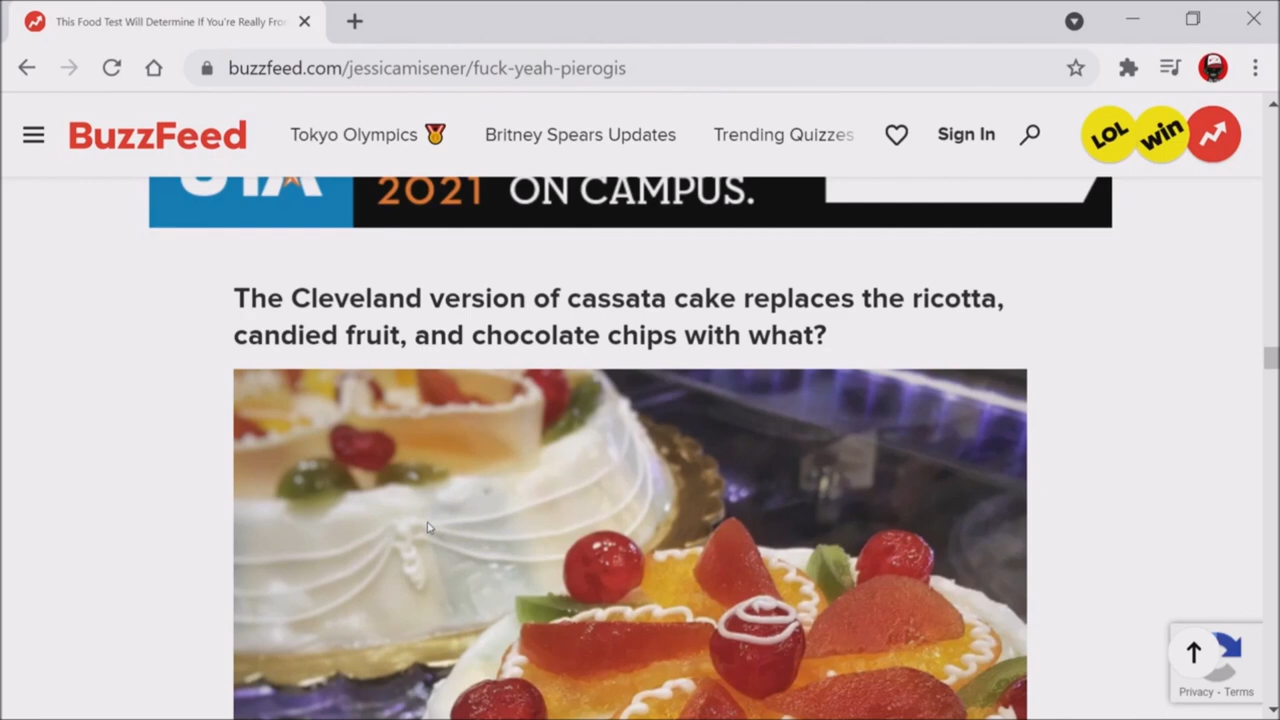 This Food Test Will Determine If You're Really Fro
buzzfeed.com/jessicamisener/fuck-yeah-pierogis
BuzzFeed
Tokyo Olympics
Britney Spears Updates
Trending Quizzes
Sign In
LOL
win
2021 ON CAMPUS.
The Cleveland version of cassata cake replaces the ricotta,
candied fruit, and chocolate chips with what?
Privacy - Terms